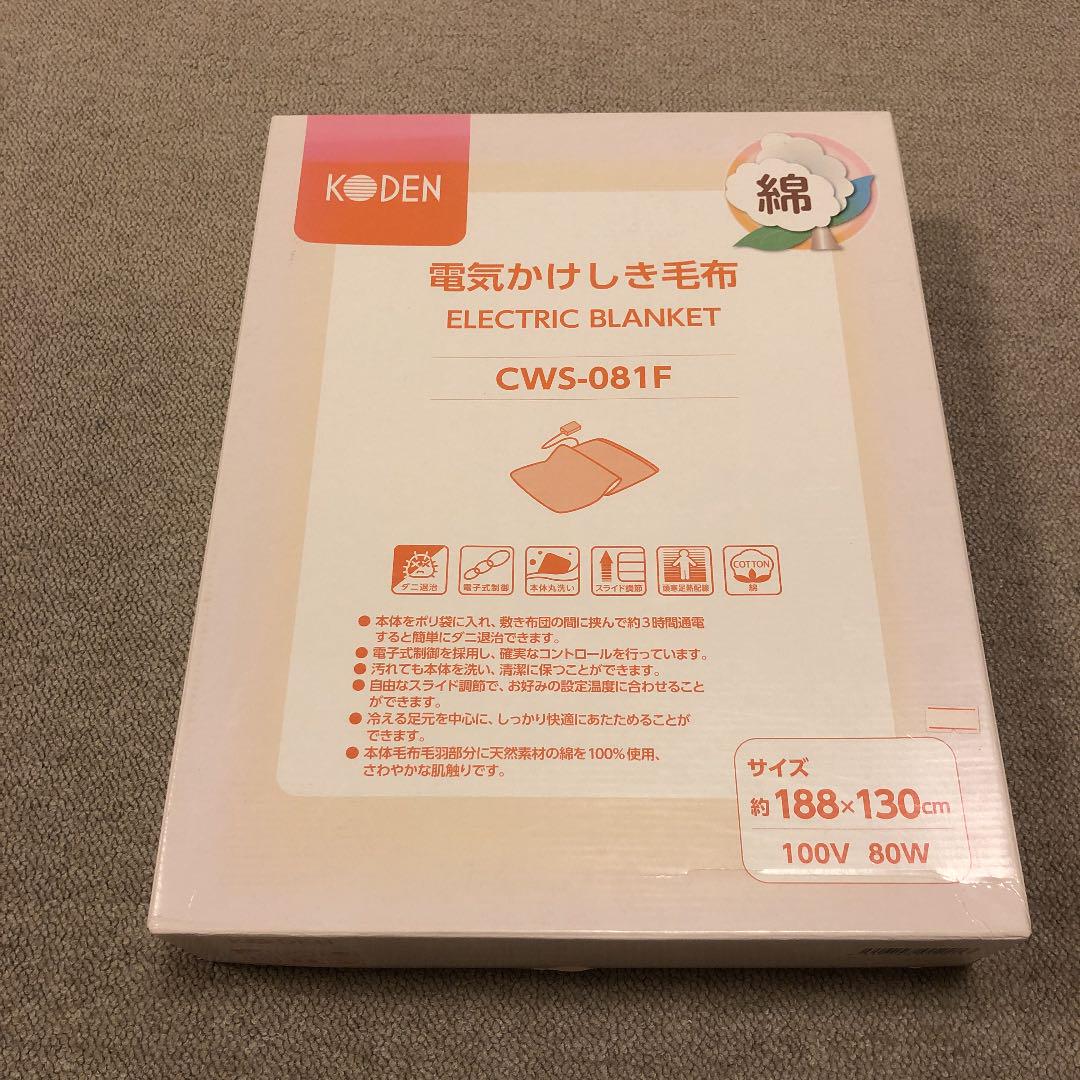 KODEN
綿
電気かけしき毛布
ELECTRIC BLANKET
CWS-081F
ダニ退治
電子式制御
本体丸洗い
スライド調節
頭寒足熱配線
COTTON
綿
● 本体をポリ袋に入れ、敷き布団の間に挟んで約3時間通電
すると簡単にダニ退治できます。
● 電子式制御を採用し、確実なコントロールを行っています。
● 汚れても本体を洗い、清潔に保つことができます。
● 自由なスライド調節で、お好みの設定温度に合わせること
ができます。
● 冷える足元を中心に、しっかり快適にあたためることが
できます。
● 本体毛布毛羽部分に天然素材の綿を100%使用、
さわやかな肌触りです。
サイズ
約188×130cm
100V 80W